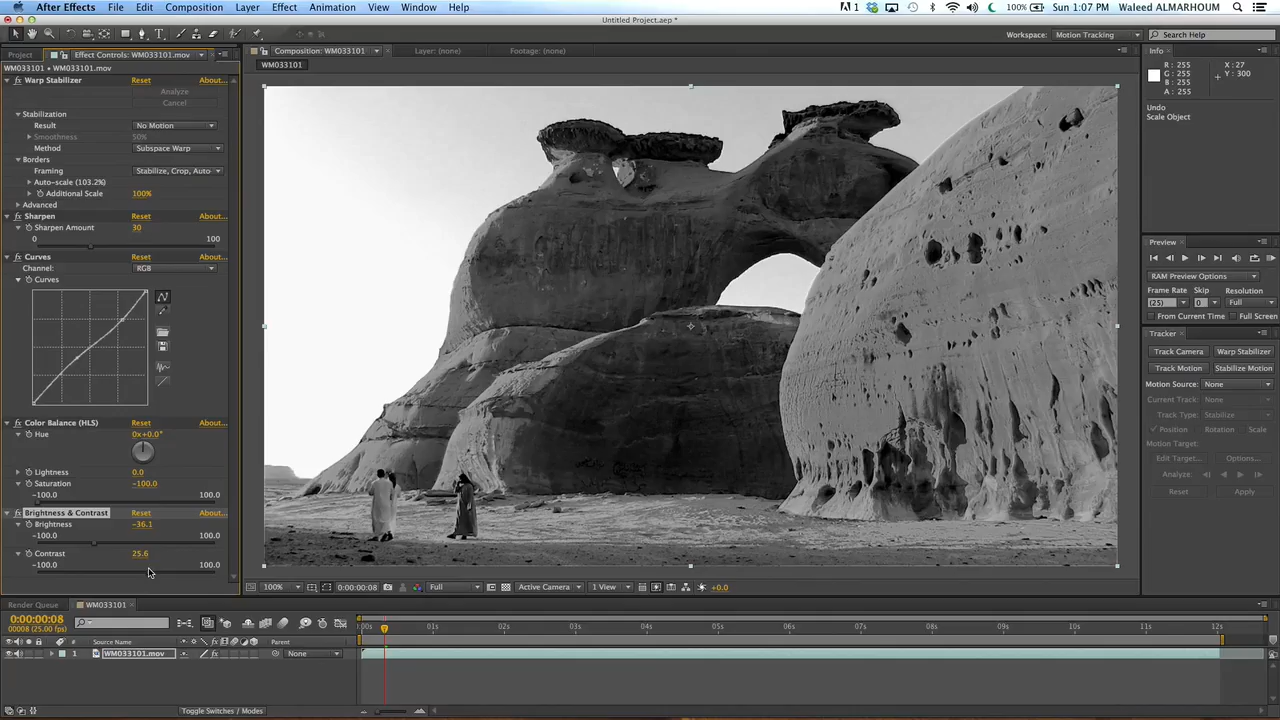 After Effects File Edit Composition Layer Effect Animation View Window Help 1 100% Sun 1:07 PM Waleed ALMARHOUM
Untitled Project.aep *
Workspace: Motion Tracking Search Help
Project Effect Controls: WM033101.mov Composition: WM033101 Layer: (none) Footage: (none) Info
WM033101 • WM033101.mov
WM033101
Warp Stabilizer Reset About...
Analyze
Cancel
Stabilization
Result No Motion
Smoothness 50%
Method Subspace Warp
Borders
Framing Stabilize, Crop, Auto
Auto-scale (103.2%)
Additional Scale 100%
Advanced
Sharpen Reset About...
Sharpen Amount 30
0 100
Curves Reset About...
Channel: RGB
Curves
Color Balance (HLS) Reset About...
Hue 0x+0.0°
Lightness 0.0
Saturation -100.0
-100.0 100.0
Brightness & Contrast Reset About...
Brightness -36.1
-100.0 100.0
Contrast 25.6
-100.0 100.0
100% 0:00:00:08 Full Active Camera 1 View +0.0
R : 255
G : 255
B : 255
A : 255
X : 27
Y : 300
Undo
Scale Object
Preview
RAM Preview Options
Frame Rate Skip Resolution
(25) 0 Full
From Current Time Full Screen
Tracker
Track Camera Warp Stabilizer
Track Motion Stabilize Motion
Motion Source: None
Current Track: None
Track Type: Stabilize
Position Rotation Scale
Motion Target:
Edit Target... Options...
Analyze:
Reset Apply
Render Queue WM033101
0:00:00:08
00008 (25.00 fps)
:00s 01s 02s 03s 04s 05s 06s 07s 08s 09s 10s 11s 12s
# Source Name Parent
1 WM033101.mov None
Toggle Switches / Modes